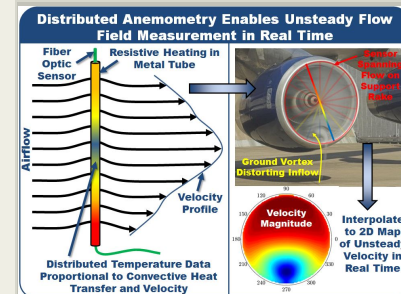 Distributed Anemometry Enables Unsteady Flow
Field Measurement in Real Time
Fiber
Optic
Sensor
Resistive Heating in
Metal Tube
Airflow
Velocity
Profile
Distributed Temperature Data
Proportional to Convective Heat
Transfer and Velocity
Sensor
Spanning
Flow on
Support
Rake
Ground Vortex
Distorting Inflow
Velocity
Magnitude
90
120
60
30
180
210
330
240
300
270
Interpolate
to 2D Map
of Unsteady
Velocity in
Real Time